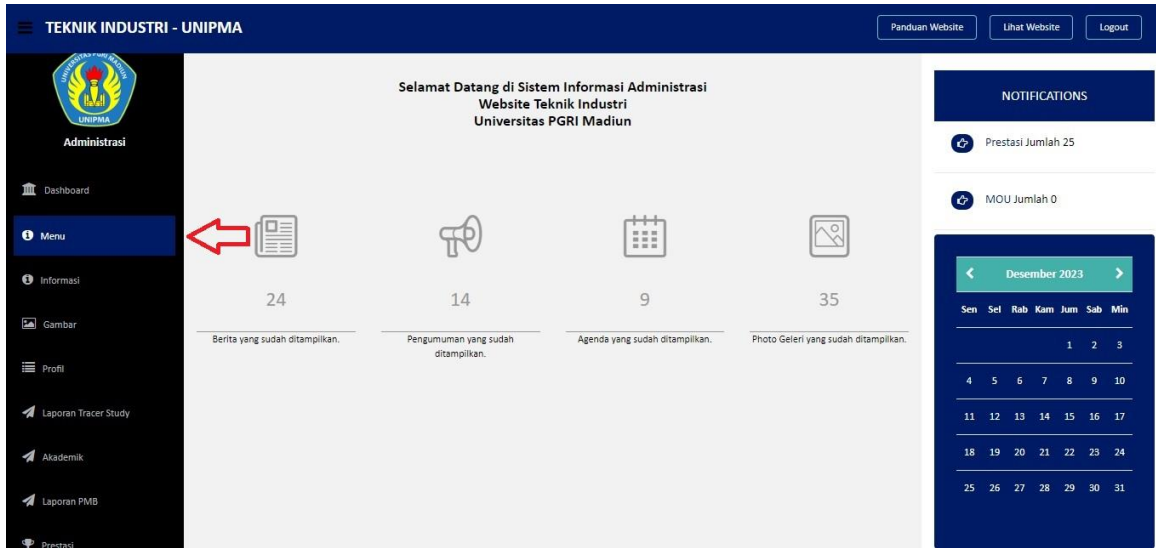 TEKNIK INDUSTRI - UNIPMA
Panduan Website
Lihat Website
Logout
UNIVERSITAS PGRI MADIUN
UNIPMA
Administrasi
Dashboard
Menu
Informasi
Gambar
Profil
Laporan Tracer Study
Akademik
Laporan PMB
Prestasi
Selamat Datang di Sistem Informasi Administrasi
Website Teknik Industri
Universitas PGRI Madiun
24
Berita yang sudah ditampilkan.
14
Pengumuman yang sudah
ditampilkan.
9
Agenda yang sudah ditampilkan.
35
Photo Geleri yang sudah ditampilkan.
NOTIFICATIONS
Prestasi Jumlah 25
MOU Jumlah 0
Desember 2023
Sen Sel Rab Kam Jum Sab Min
1 2 3
4 5 6 7 8 9 10
11 12 13 14 15 16 17
18 19 20 21 22 23 24
25 26 27 28 29 30 31